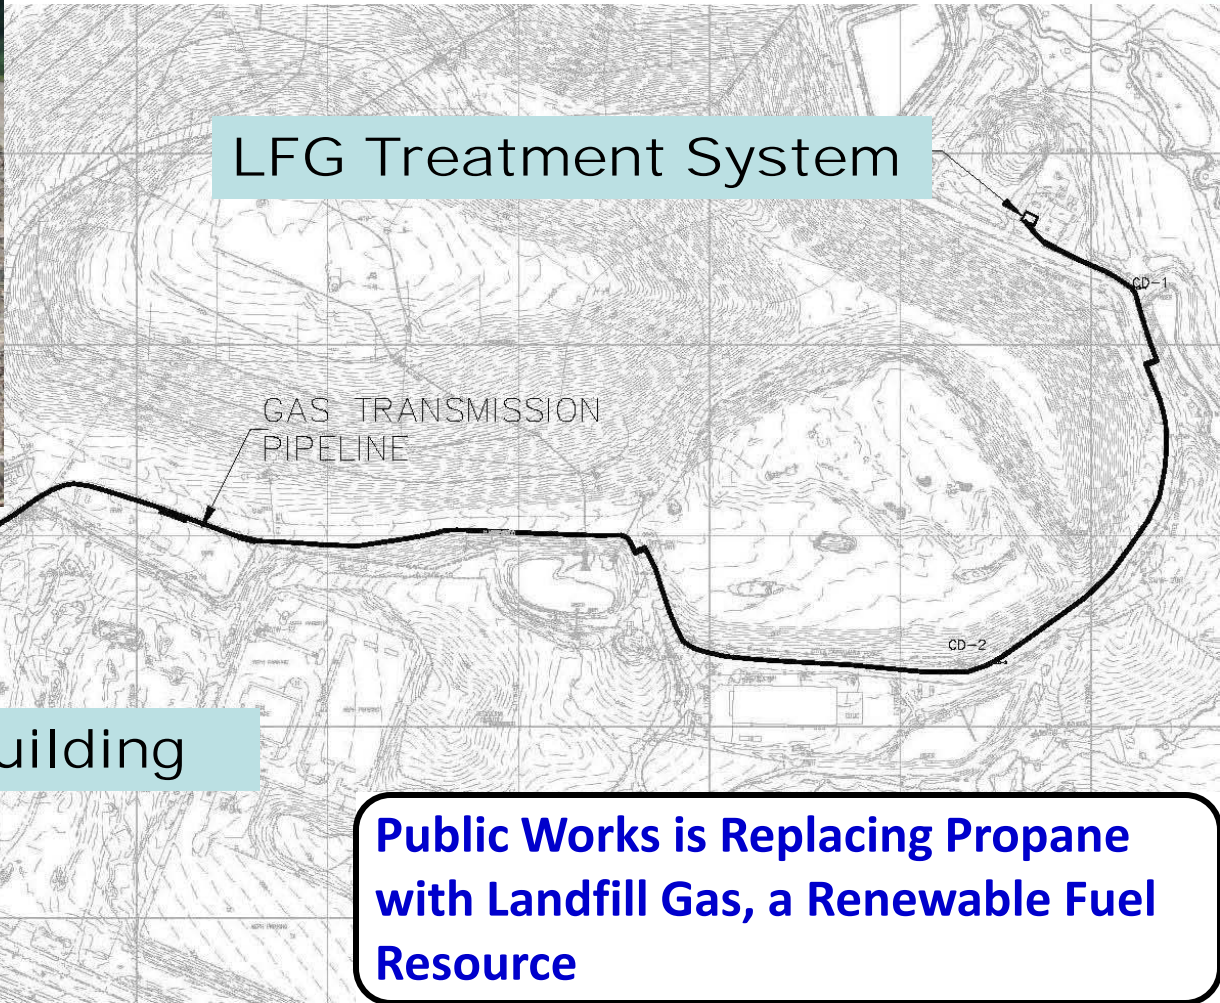 LFG Treatment System
CD-1
GAS TRANSMISSION
PIPELINE
CD-2
uilding
Public Works is Replacing Propane
with Landfill Gas, a Renewable Fuel
Resource